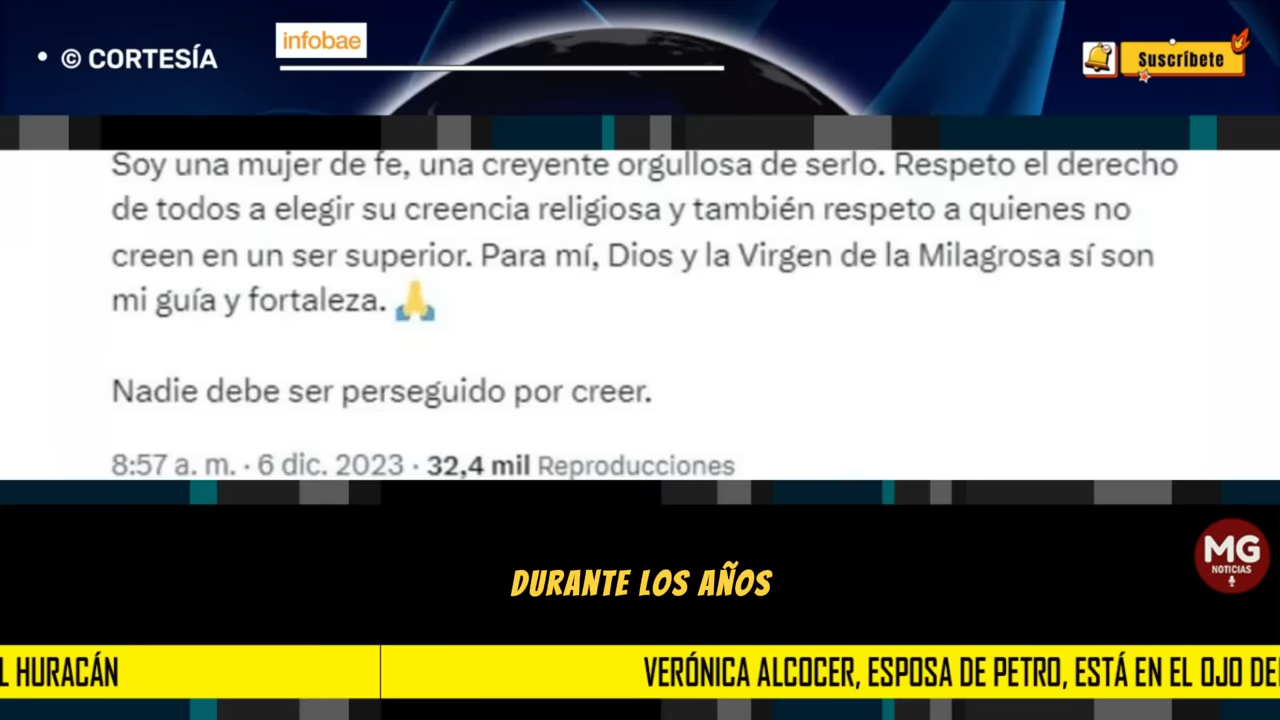 • © CORTESÍA
infobae
Suscríbete
Soy una mujer de fe, una creyente orgullosa de serlo. Respeto el derecho
de todos a elegir su creencia religiosa y también respeto a quienes no
creen en un ser superior. Para mí, Dios y la Virgen de la Milagrosa sí son
mi guía y fortaleza. 🙏
Nadie debe ser perseguido por creer.
8:57 a. m. · 6 dic. 2023 · 32,4 mil Reproducciones
MG
NOTICIAS
DURANTE LOS AÑOS
L HURACÁN
VERÓNICA ALCOCER, ESPOSA DE PETRO, ESTÁ EN EL OJO DE